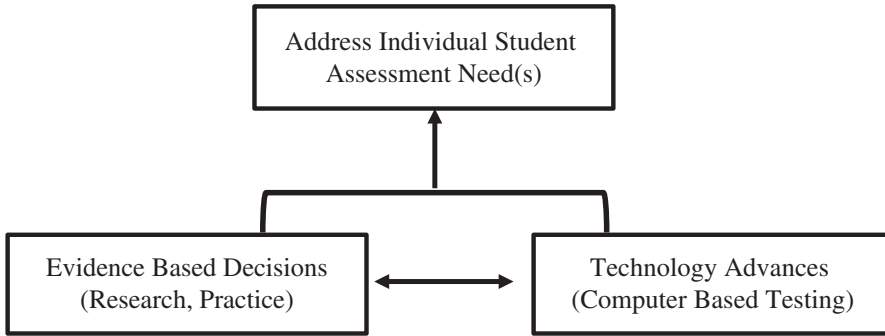 Address Individual Student
Assessment Need(s)
Evidence Based Decisions
(Research, Practice)
Technology Advances
(Computer Based Testing)